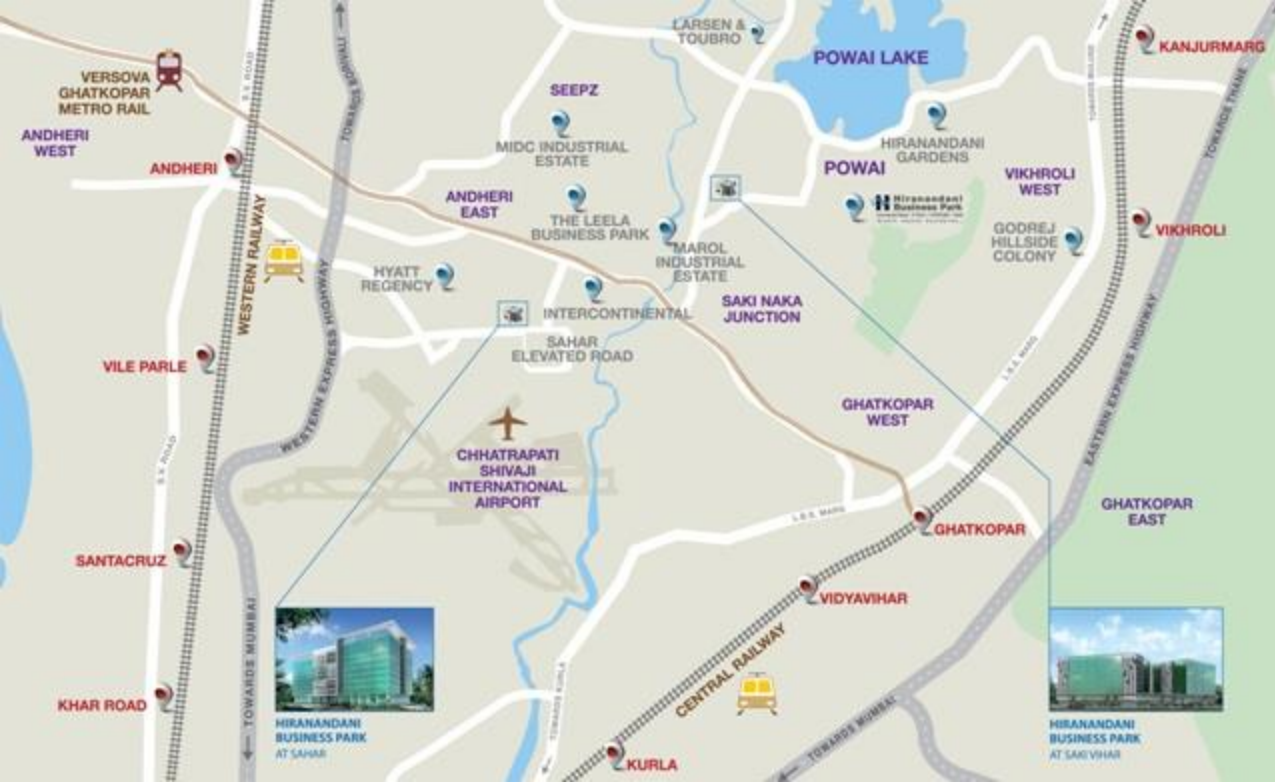 LARSEN &
TOUBRO
POWAI LAKE
KANJURMARG
VERSOVA
GHATKOPAR
METRO RAIL
S.V. ROAD
SEEPZ
MIDC INDUSTRIAL
ESTATE
HIRANANDANI
GARDENS
TOWARDS THANE
ANDHERI
WEST
ANDHERI
POWAI
VIKHROLI
WEST
ANDHERI
EAST
THE LEELA
BUSINESS PARK
Hiranandani
Business Park
GODREJ
HILLSIDE
COLONY
VIKHROLI
WESTERN RAILWAY
MAROL
INDUSTRIAL
ESTATE
HYATT
REGENCY
INTERCONTINENTAL
SAKI NAKA
JUNCTION
WESTERN EXPRESS HIGHWAY
SAHAR
ELEVATED ROAD
VILE PARLE
L.B.S. MARG
EASTERN EXPRESS HIGHWAY
GHATKOPAR
WEST
S.V. ROAD
CHHATRAPATI
SHIVAJI
INTERNATIONAL
AIRPORT
L.B.S. MARG
GHATKOPAR
EAST
GHATKOPAR
SANTACRUZ
VIDYAVIHAR
TOWARDS MUMBAI
CENTRAL RAILWAY
KHAR ROAD
TOWARDS KURLA
HIRANANDANI
BUSINESS PARK
AT SAHAR
TOWARDS MUMBAI
HIRANANDANI
BUSINESS PARK
AT SAKI VIHAR
KURLA